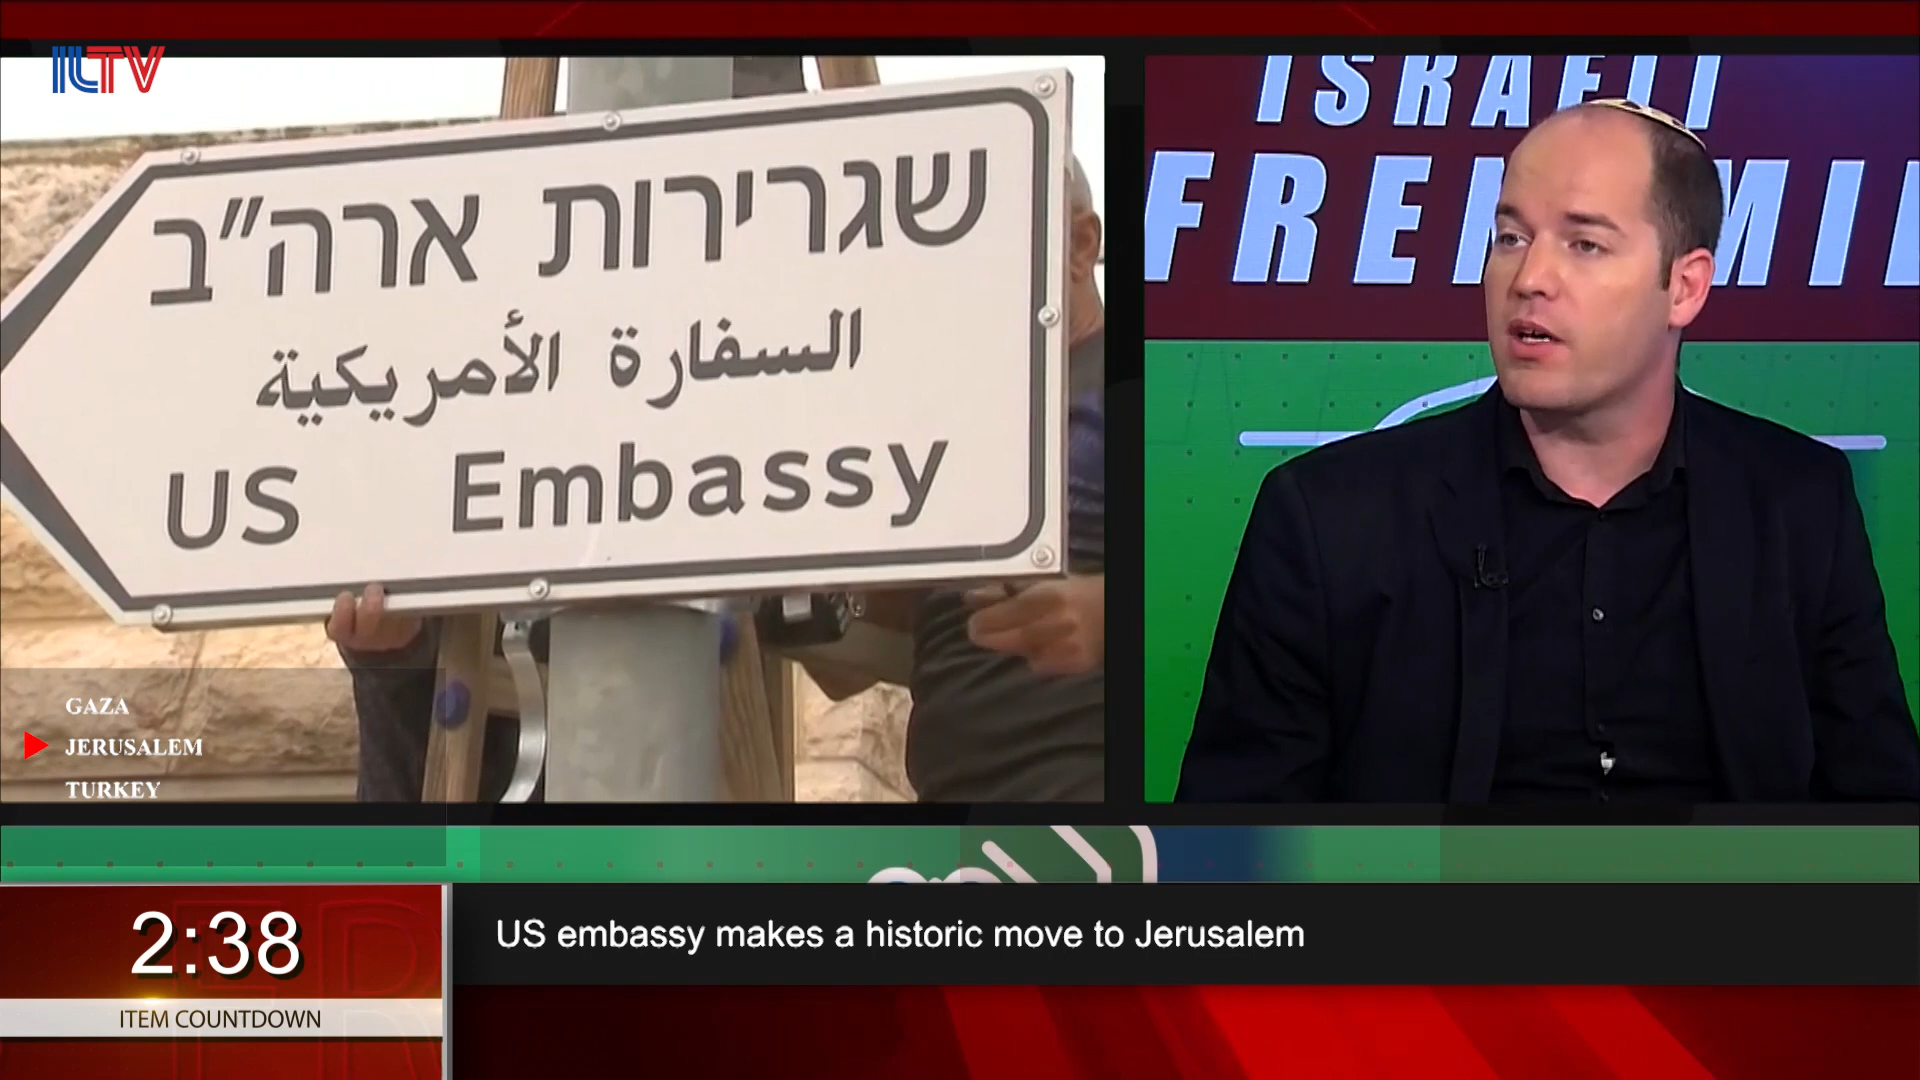 ILTV
שגרירות ארה״ב
السفارة الأمريكية
US Embassy
ISRAELI
GAZA
JERUSALEM
TURKEY
2:38
ITEM COUNTDOWN
US embassy makes a historic move to Jerusalem